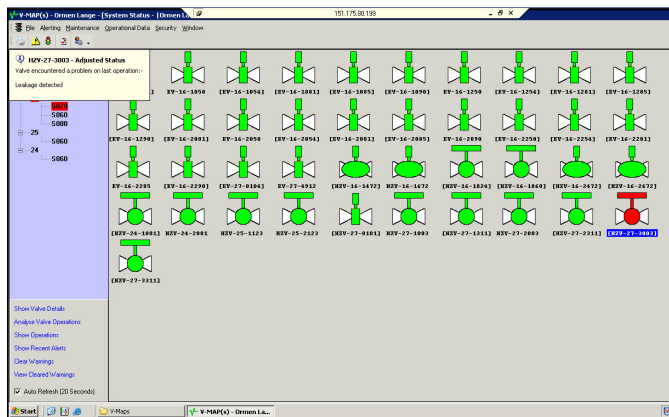 V-MAP(s) - Ormen Lange - [System Status - [Ormen La
151.175.80.199
File Alerting Maintenance Operational Data Security Window
HZV-27-3003 - Adjusted
Status
Valve encountered a problem on last operation:-
Leakage detected
S070
S060
S080
25
S060
24
S060
EV-16-1050 [EV-16-1054] [EV-16-1081] [EV-16-1085] [EV-16-1090] EV-16-1250 [EV-16-1254] [EV-16-1281] [EV-16-1285]
[EV-16-1290] [EV-16-2001] EV-16-2050 [EV-16-2054] [EV-16-2081] [EV-16-2085] EV-16-2090 [EV-16-2250] [EV-16-2254] [EV-16-2281]
EV-16-2285 [EV-16-2290] [EV-27-0104] EV-27-4912 [HZV-16-1472] HZV-16-1672 [HZV-16-1824] [HZV-16-1860] [HZV-16-2472] [HZV-16-2672]
[HZV-24-1001] HZV-24-2001 HZV-25-1123 HZV-25-2123 [HZV-27-0101] HZV-27-1003 [HZV-27-1311] HZV-27-2003 [HZV-27-2311] [HZV-27-3003]
[HZV-27-3311]
Show Valve Details
Analyse Valve Operations
Show Operations
Show Recent Alerts
Clear Warnings
View Cleared Warnings
Auto Refresh (20 Seconds)
Start V-Maps V-MAP(s) - Ormen La...